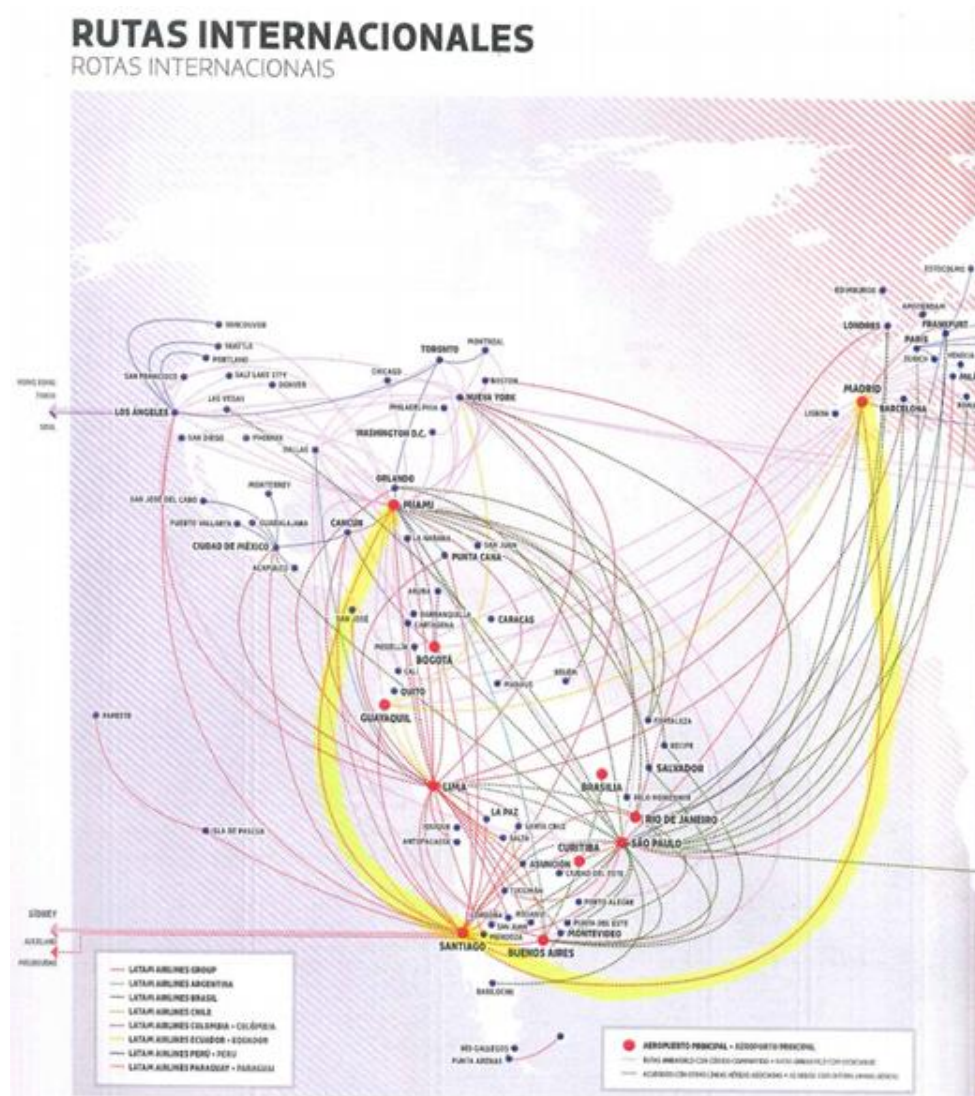 RUTAS INTERNACIONALES
ROTAS INTERNACIONAIS
ESTOCOLMO
EDIMBURGO
AMSTERDAM
LONDRES
FRANKFURT
PARÍS
VANCOUVER
SEATTLE
MONTREAL
TORONTO
PORTLAND
SAN FRANCISCO
SALT LAKE CITY
CHICAGO
BOSTON
DENVER
HONG KONG
MADRID
LAS VEGAS
NUEVA YORK
LOS ÁNGELES
PHILADELPHIA
LISBOA
BARCELONA
SAN DIEGO
PHOENIX
WASHINGTON D.C.
DALLAS
ORLANDO
MONTERREY
SAN JOSÉ DEL CABO
MIAMI
PUERTO VALLARTA
GUADALAJARA
CANCÚN
LA HABANA
SAN JUAN
CIUDAD DE MÉXICO
PUNTA CANA
ACAPULCO
ARUBA
SAN JOSÉ
BARRANQUILLA
CARTAGENA
CARACAS
MEDELLÍN
BOGOTÁ
CALI
QUITO
MANAUS
BELEM
GUAYAQUIL
PAPEETE
FORTALEZA
RECIFE
SALVADOR
BRASILIA
LIMA
BELO HORIZONTE
RIO DE JANEIRO
LA PAZ
ISLA DE PASCUA
IQUIQUE
SANTA CRUZ
ANTOFAGASTA
SALTA
SÃO PAULO
CURITIBA
ASUNCIÓN
CIUDAD DEL ESTE
TUCUMÁN
PORTO ALEGRE
SÍDNEY
CÓRDOBA
ROSARIO
SAN JUAN
PUNTA DEL ESTE
MENDOZA
MONTEVIDEO
AUCKLAND
SANTIAGO
BUENOS AIRES
MELBOURNE
BARILOCHE
RÍO GALLEGOS
PUNTA ARENAS
LATAM AIRLINES GROUP
LATAM AIRLINES ARGENTINA
LATAM AIRLINES BRASIL
LATAM AIRLINES CHILE
LATAM AIRLINES COLOMBIA • COLÔMBIA
LATAM AIRLINES ECUADOR • EQUADOR
LATAM AIRLINES PERÚ • PERU
LATAM AIRLINES PARAGUAY • PARAGUAI
AEROPUERTO PRINCIPAL • AEROPORTO PRINCIPAL